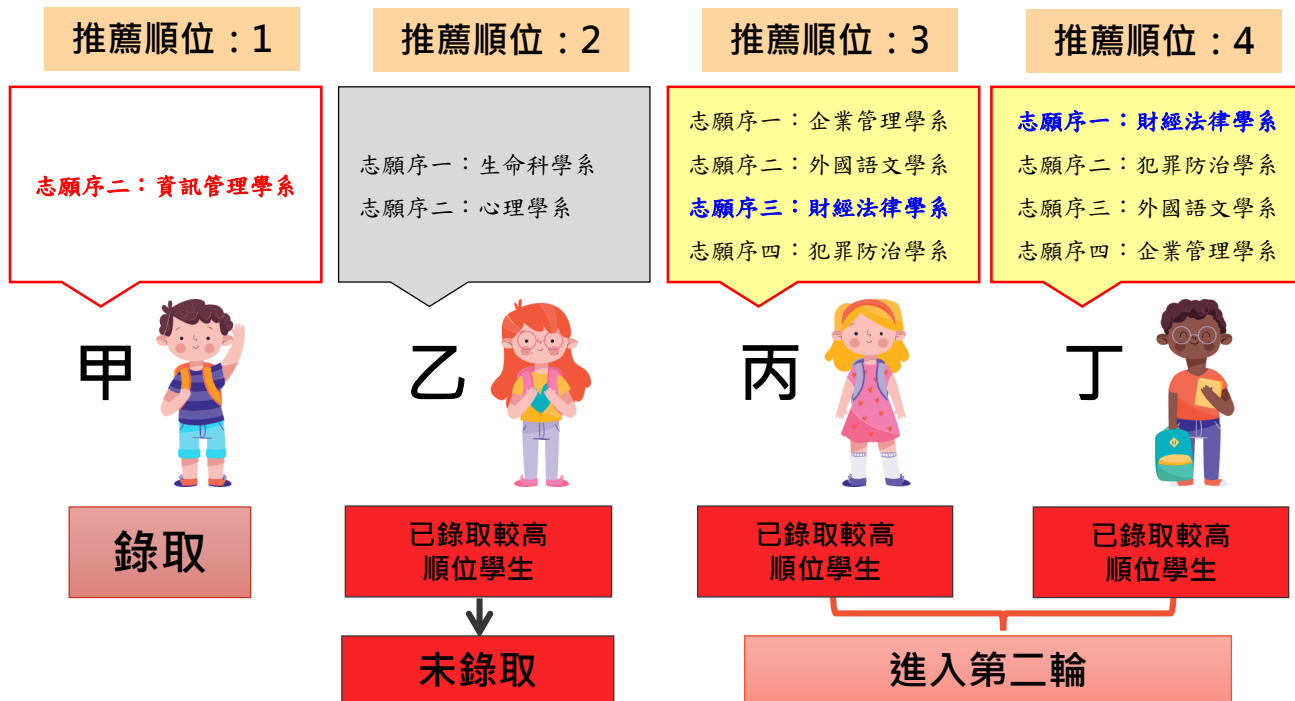 推薦順位：1
推薦順位：2
推薦順位：3
推薦順位：4
志願序二：資訊管理學系
志願序一：生命科學系
志願序二：心理學系
志願序一：企業管理學系
志願序二：外國語文學系
志願序三：財經法律學系
志願序四：犯罪防治學系
志願序一：財經法律學系
志願序二：犯罪防治學系
志願序三：外國語文學系
志願序四：企業管理學系
甲
乙
丙
丁
錄取
已錄取較高
順位學生
已錄取較高
順位學生
已錄取較高
順位學生
未錄取
進入第二輪